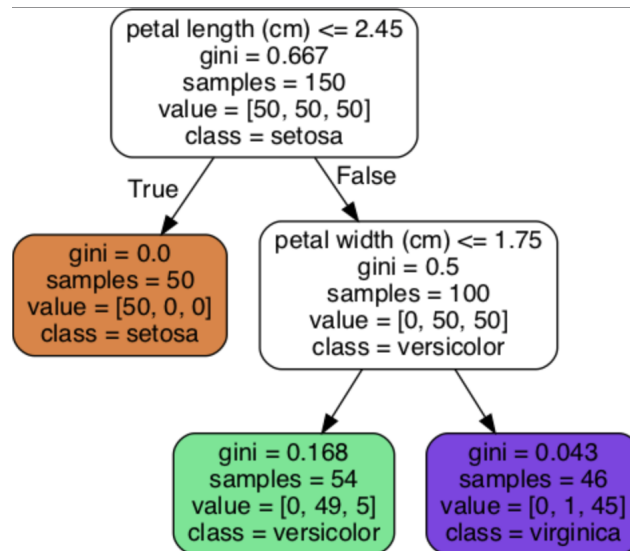 petal length (cm) <= 2.45
gini = 0.667
samples = 150
value = [50, 50, 50]
class = setosa
True
False
gini = 0.0
samples = 50
value = [50, 0, 0]
class = setosa
petal width (cm) <= 1.75
gini = 0.5
samples = 100
value = [0, 50, 50]
class = versicolor
gini = 0.168
samples = 54
value = [0, 49, 5]
class = versicolor
gini = 0.043
samples = 46
value = [0, 1, 45]
class = virginica